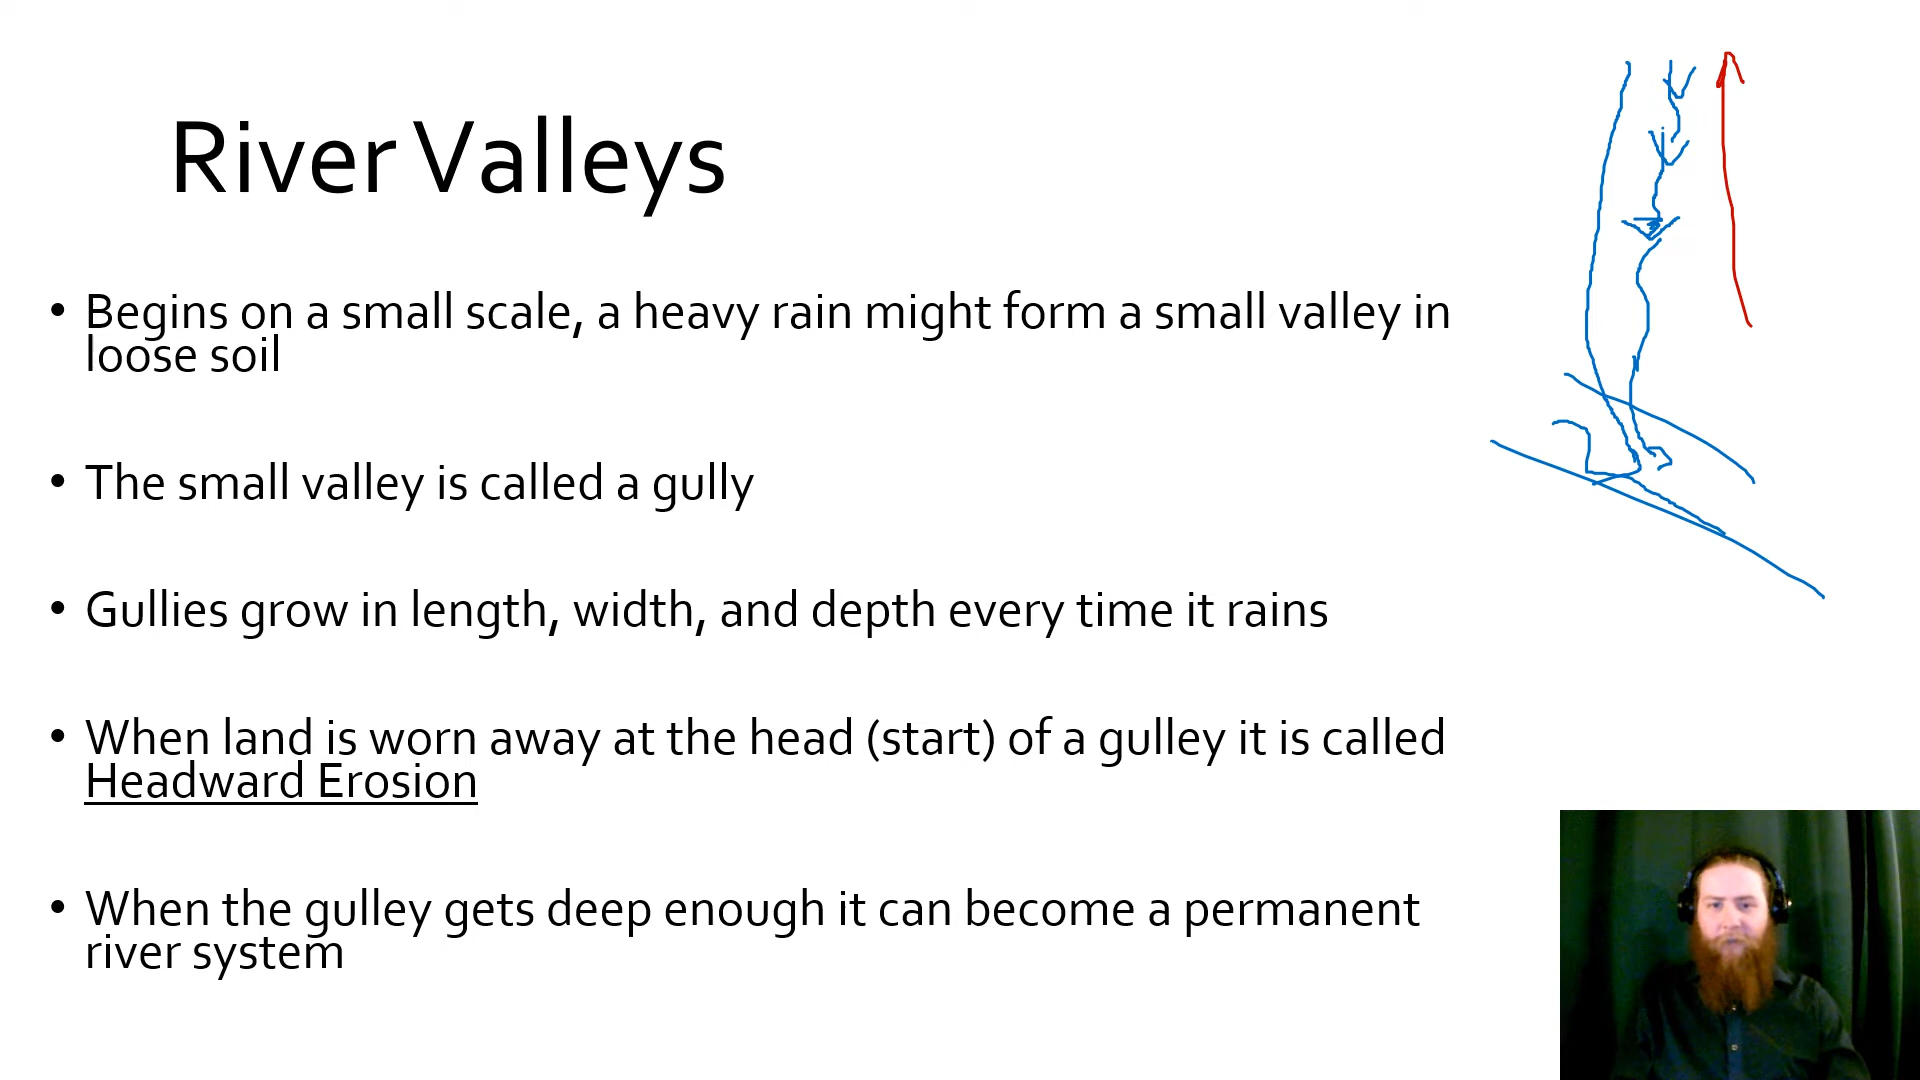 River Valleys
• Begins on a small scale, a heavy rain might form a small valley in
loose soil
• The small valley is called a gully
• Gullies grow in length, width, and depth every time it rains
• When land is worn away at the head (start) of a gulley it is called
Headward Erosion
• When the gulley gets deep enough it can become a permanent
river system